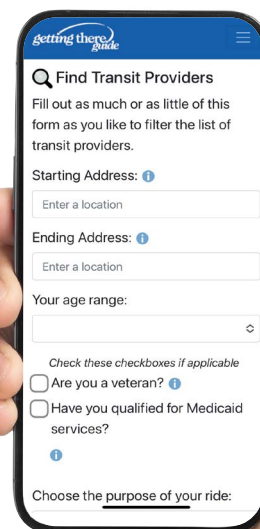 getting there
guide
Find Transit Providers
Fill out as much or as little of this
form as you like to filter the list of
transit providers.
Starting Address:
Enter a location
Ending Address:
Enter a location
Your age range:
Check these checkboxes if applicable
Are you a veteran?
Have you qualified for Medicaid
services?
Choose the purpose of your ride: